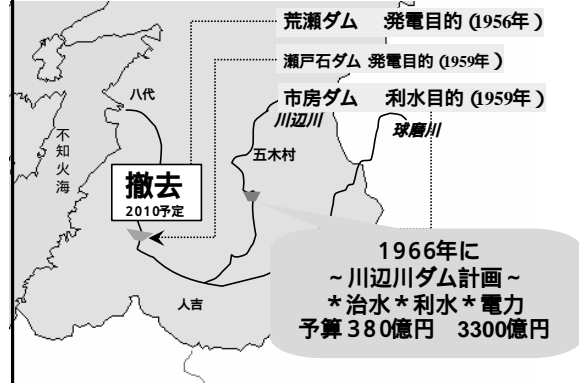 荒瀬ダム 発電目的 (1956年)
瀬戸石ダム 発電目的 (1959年)
市房ダム 利水目的 (1959年)
八代
川辺川
球磨川
不知火海
五木村
撤去
2010予定
人吉
1966年に
~川辺川ダム計画~
*治水*利水*電力
予算380億円 3300億円